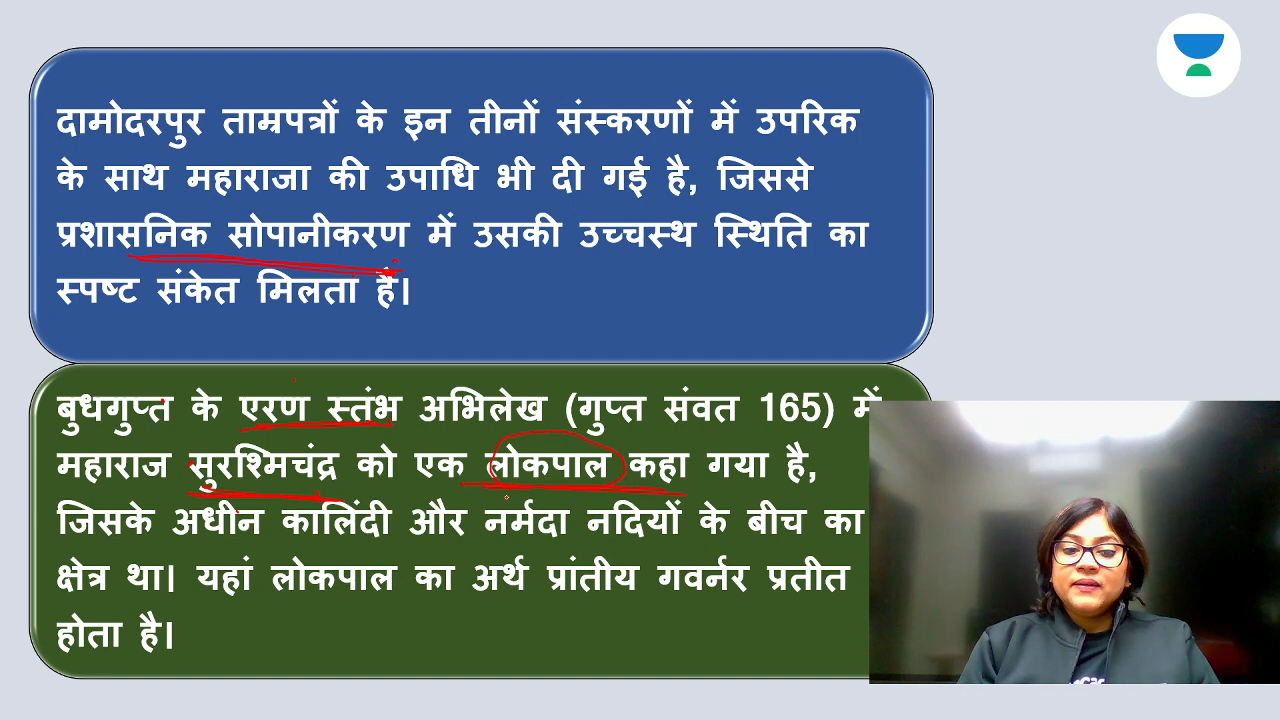 दामोदरपुर ताम्रपत्रों के इन तीनों संस्करणों में उपरिक
के साथ महाराजा की उपाधि भी दी गई है, जिससे
प्रशासनिक सोपानीकरण में उसकी उच्चस्थ स्थिति का
स्पष्ट संकेत मिलता है।
बुधगुप्त के एरण स्तंभ अभिलेख (गुप्त संवत 165) में
महाराज सुरश्मिचंद्र को एक लोकपाल कहा गया है,
जिसके अधीन कालिंदी और नर्मदा नदियों के बीच का
क्षेत्र था। यहां लोकपाल का अर्थ प्रांतीय गवर्नर प्रतीत
होता है।